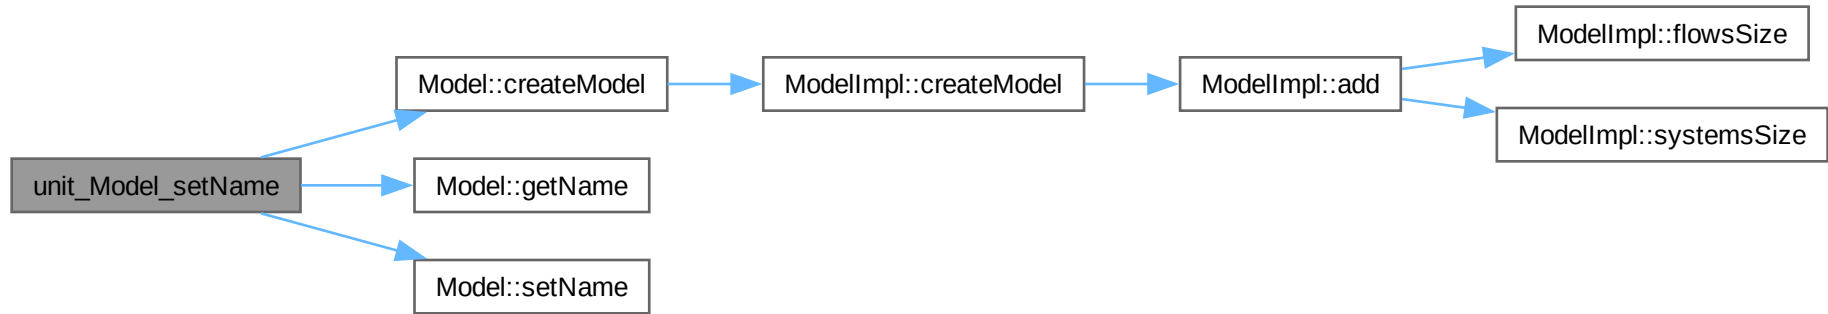 unit_Model_setName
Model::createModel
ModelImpl::createModel
ModelImpl::add
ModelImpl::flowsSize
ModelImpl::systemsSize
Model::getName
Model::setName